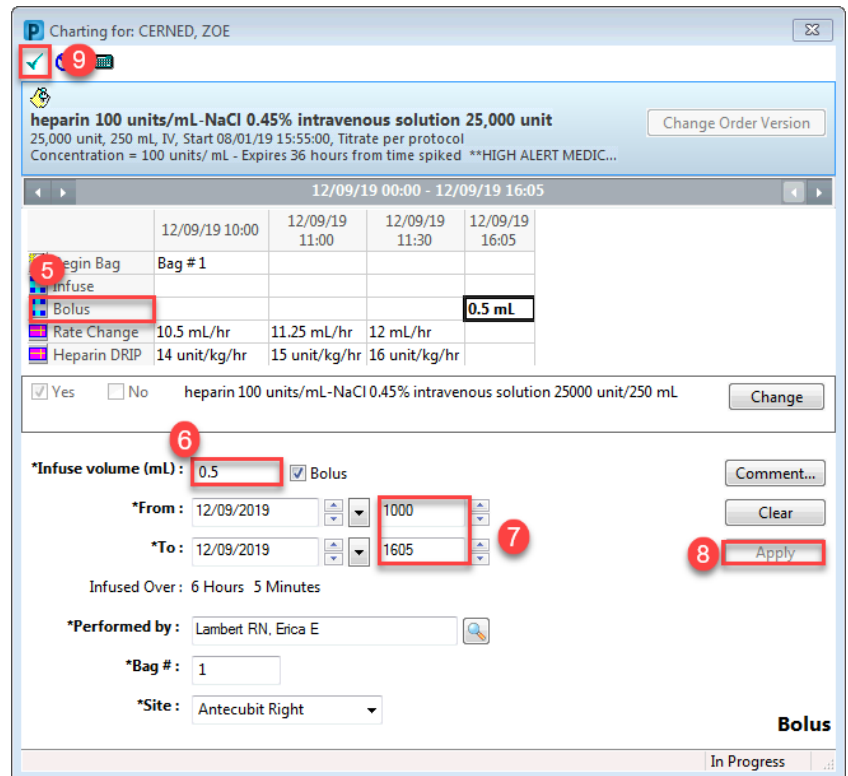 Charting for: CERNED, ZOE
9
heparin 100 units/mL-NaCl 0.45% intravenous solution 25,000 unit
Change Order Version
25,000 unit, 250 mL, IV, Start 08/01/19 15:55:00, Titrate per protocol
Concentration = 100 units/ mL - Expires 36 hours from time spiked **HIGH ALERT MEDIC...
12/09/19 00:00 - 12/09/19 16:05
12/09/19 10:00 12/09/19 11:00 12/09/19 11:30 12/09/19 16:05
5
Begin Bag Bag # 1
Infuse
Bolus 0.5 mL
Rate Change 10.5 mL/hr 11.25 mL/hr 12 mL/hr
Heparin DRIP 14 unit/kg/hr 15 unit/kg/hr 16 unit/kg/hr
Yes No heparin 100 units/mL-NaCl 0.45% intravenous solution 25000 unit/250 mL Change
6
*Infuse volume (mL) : 0.5 Bolus Comment...
*From : 12/09/2019 1000 Clear
7
*To : 12/09/2019 1605 8 Apply
Infused Over : 6 Hours 5 Minutes
*Performed by : Lambert RN, Erica E
*Bag # : 1
*Site : Antecubit Right
Bolus
In Progress